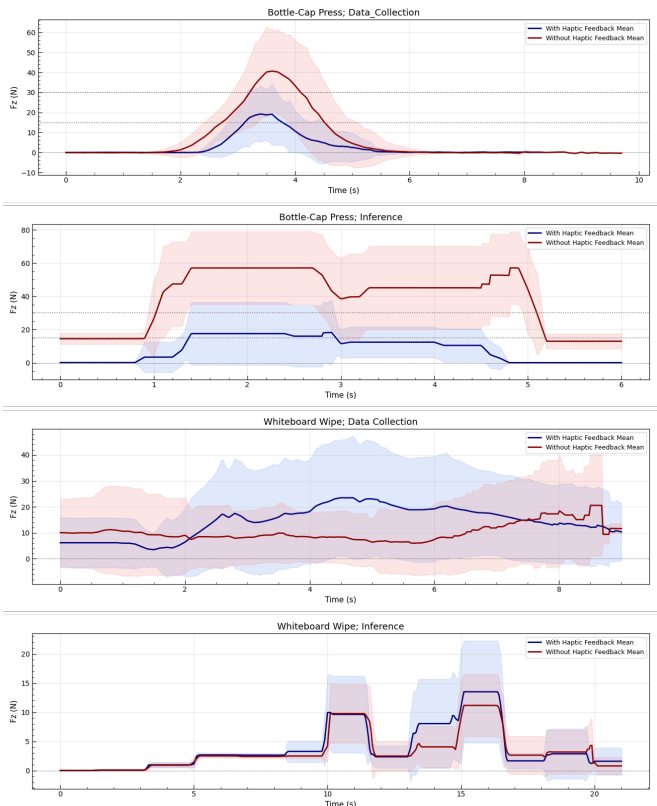 Bottle-Cap Press; Data_Collection
With Haptic Feedback Mean
Without Haptic Feedback Mean
Fz (N)
60
50
40
30
20
10
0
−10
0
2
4
6
8
10
Time (s)
Bottle-Cap Press; Inference
With Haptic Feedback Mean
Without Haptic Feedback Mean
Fz (N)
80
60
40
20
0
0
1
2
3
4
5
6
Time (s)
Whiteboard Wipe; Data Collection
With Haptic Feedback Mean
Without Haptic Feedback Mean
Fz (N)
40
30
20
10
0
0
2
4
6
8
Time (s)
Whiteboard Wipe; Inference
With Haptic Feedback Mean
Without Haptic Feedback Mean
Fz (N)
20
15
10
5
0
0
5
10
15
20
Time (s)